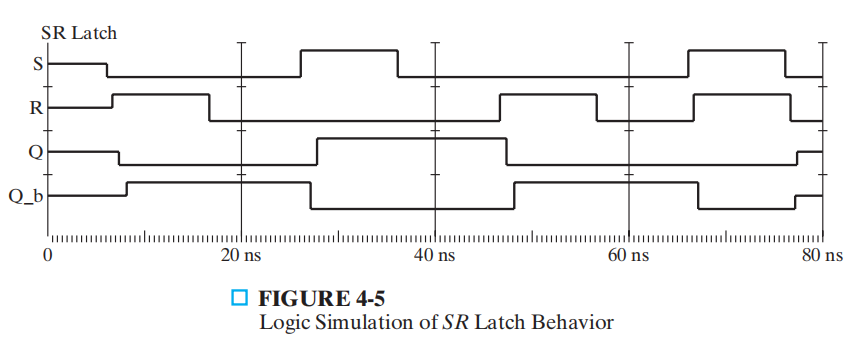 SR Latch
S
R
Q
Q_b
0 20 ns 40 ns 60 ns 80 ns
FIGURE 4-5
Logic Simulation of SR Latch Behavior